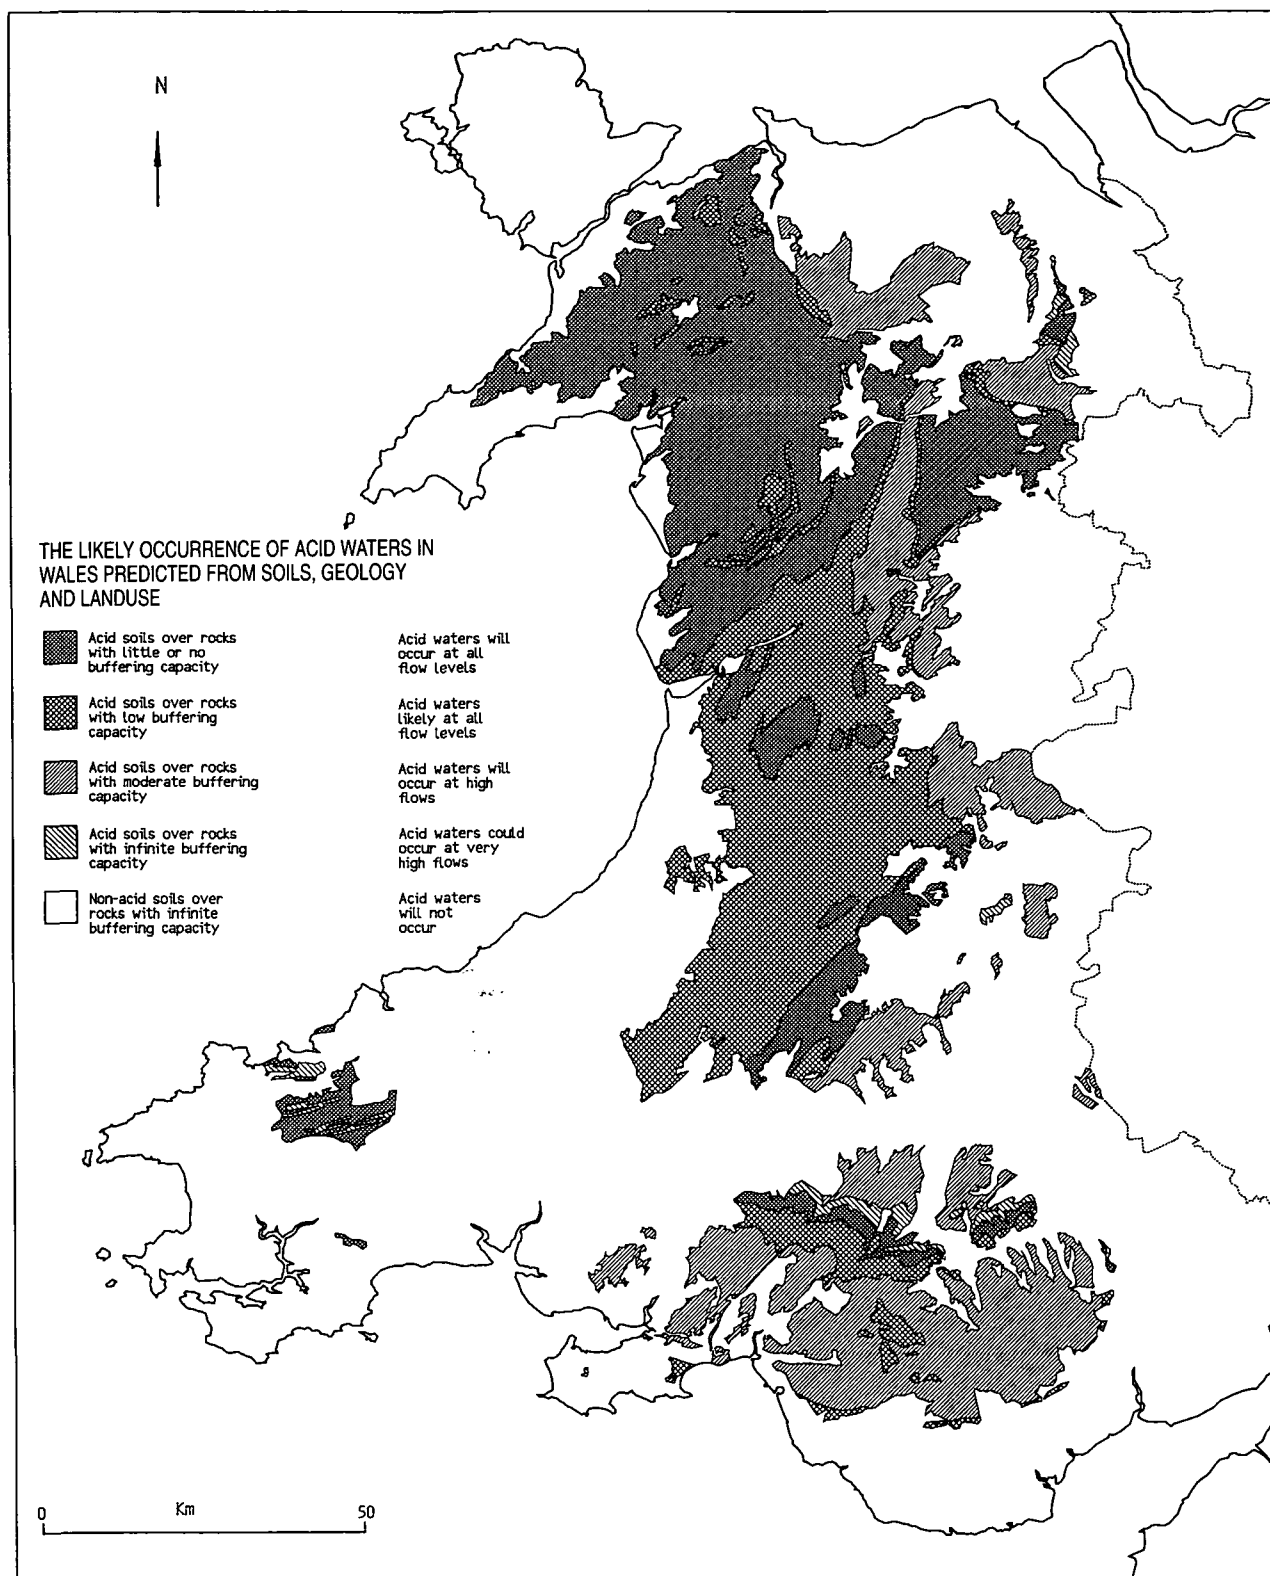 N
THE LIKELY OCCURRENCE OF ACID WATERS IN
WALES PREDICTED FROM SOILS, GEOLOGY
AND LANDUSE
Acid soils over rocks
with little or no
buffering capacity
Acid waters will
occur at all
flow levels
Acid soils over rocks
with low buffering
capacity
Acid waters
likely at all
flow levels
Acid soils over rocks
with moderate buffering
capacity
Acid waters will
occur at high
flows
Acid soils over rocks
with infinite buffering
capacity
Acid waters could
occur at very
high flows
Non-acid soils over
rocks with infinite
buffering capacity
Acid waters
will not
occur
0 Km 50